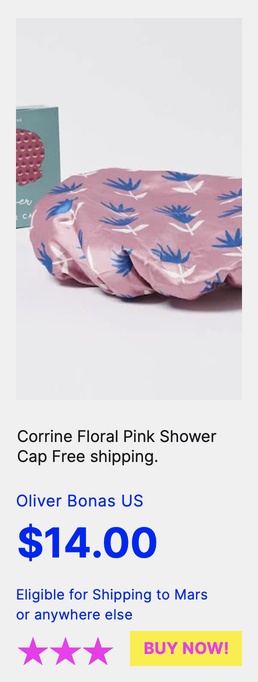 Corrine Floral Pink Shower
Cap Free shipping.
Oliver Bonas US
$14.00
Eligible for Shipping to Mars
or anywhere else
BUY NOW!